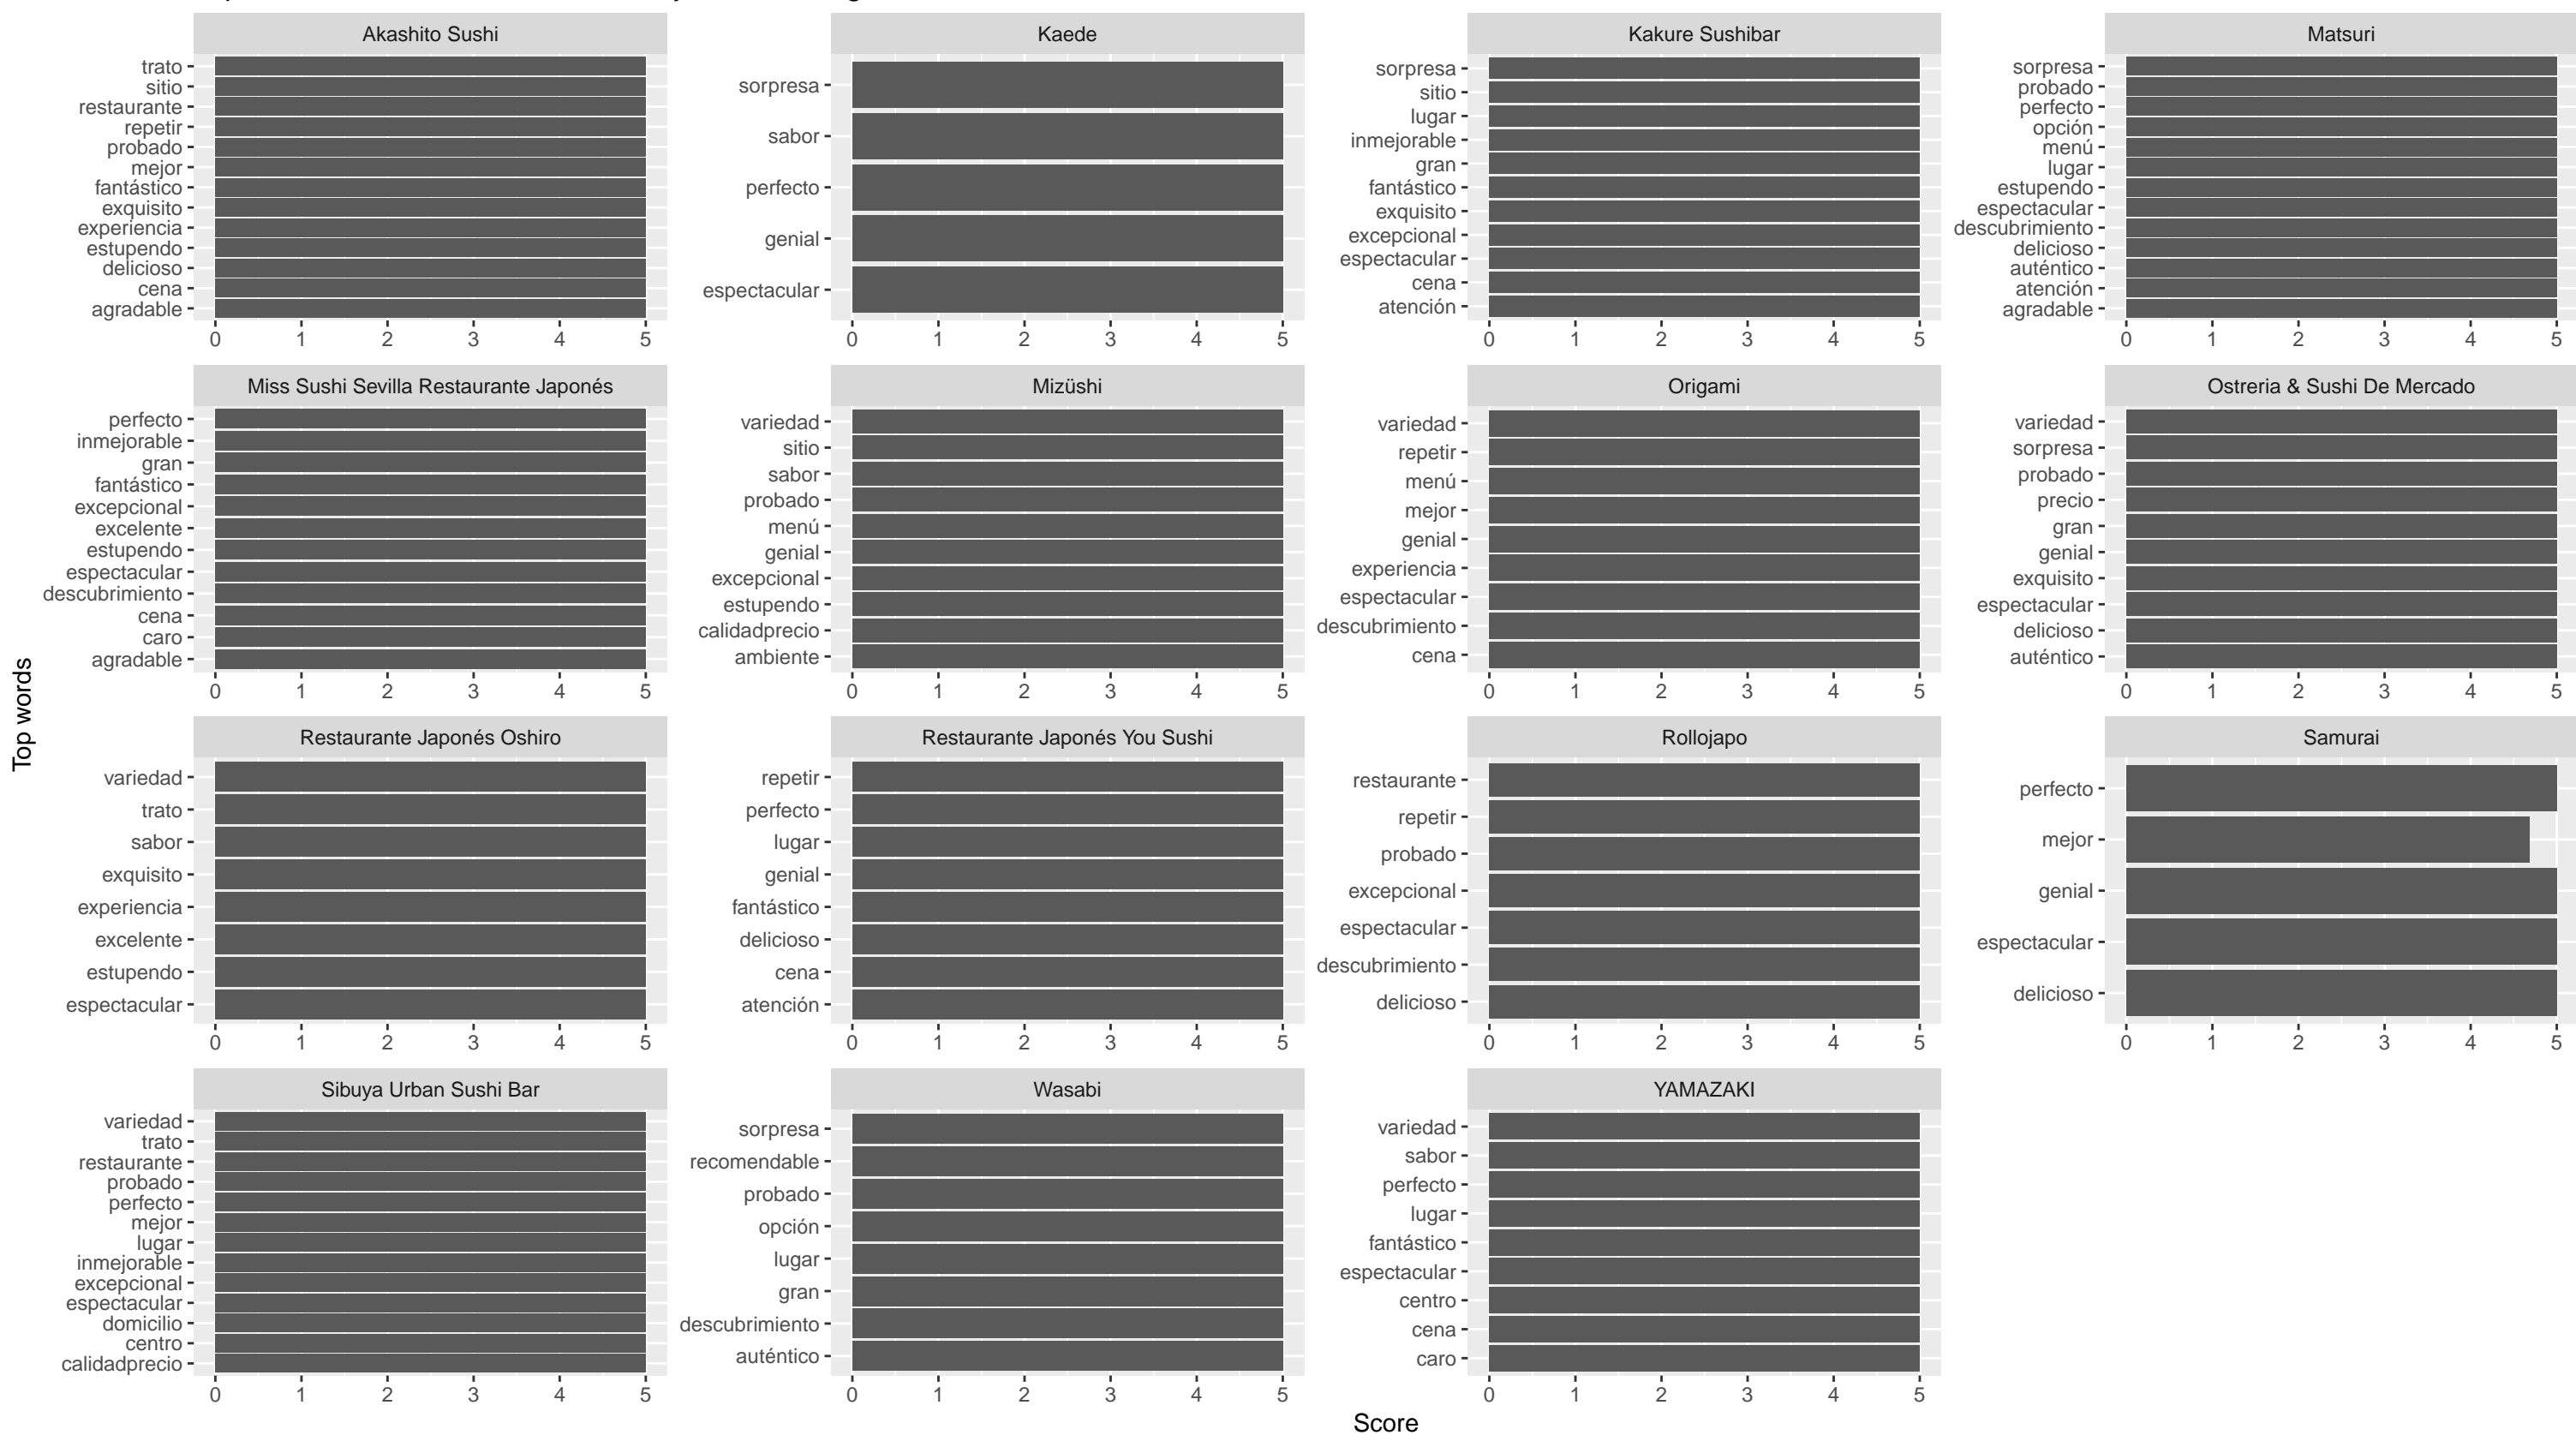 Akashito Sushi
trato
sitio
restaurante
repetir
probado
mejor
fantástico
exquisito
experiencia
estupendo
delicioso
cena
agradable
0 1 2 3 4 5
Kaede
sorpresa
sabor
perfecto
genial
espectacular
0 1 2 3 4 5
Kakure Sushibar
sorpresa
sitio
lugar
inmejorable
gran
fantástico
exquisito
excepcional
espectacular
cena
atención
0 1 2 3 4 5
Matsuri
sorpresa
probado
perfecto
opción
menú
lugar
estupendo
espectacular
descubrimiento
delicioso
auténtico
atención
agradable
0 1 2 3 4 5
Miss Sushi Sevilla Restaurante Japonés
perfecto
inmejorable
gran
fantástico
excepcional
excelente
estupendo
espectacular
descubrimiento
cena
caro
agradable
0 1 2 3 4 5
Mizüshi
variedad
sitio
sabor
probado
menú
genial
excepcional
estupendo
calidadprecio
ambiente
0 1 2 3 4 5
Origami
variedad
repetir
menú
mejor
genial
experiencia
espectacular
descubrimiento
cena
0 1 2 3 4 5
Ostreria & Sushi De Mercado
variedad
sorpresa
probado
precio
gran
genial
exquisito
espectacular
delicioso
auténtico
0 1 2 3 4 5
Top words
Restaurante Japonés Oshiro
variedad
trato
sabor
exquisito
experiencia
excelente
estupendo
espectacular
0 1 2 3 4 5
Restaurante Japonés You Sushi
repetir
perfecto
lugar
genial
fantástico
delicioso
cena
atención
0 1 2 3 4 5
Rollojapo
restaurante
repetir
probado
excepcional
espectacular
descubrimiento
delicioso
0 1 2 3 4 5
Samurai
perfecto
mejor
genial
espectacular
delicioso
0 1 2 3 4 5
Sibuya Urban Sushi Bar
variedad
trato
restaurante
probado
perfecto
mejor
lugar
inmejorable
excepcional
espectacular
domicilio
centro
calidadprecio
0 1 2 3 4 5
Wasabi
sorpresa
recomendable
probado
opción
lugar
gran
descubrimiento
auténtico
0 1 2 3 4 5
YAMAZAKI
variedad
sabor
perfecto
lugar
fantástico
espectacular
centro
cena
caro
0 1 2 3 4 5
Score